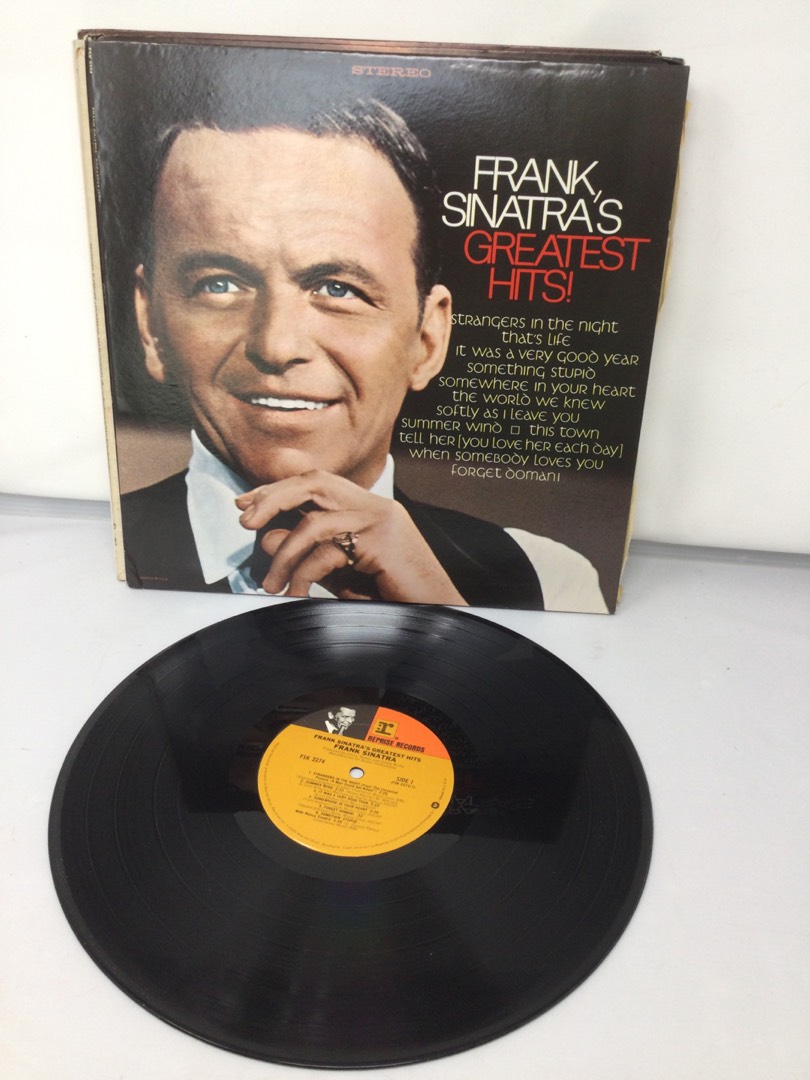 STEREO
FRANK
SINATRA'S
GREATEST
HITS!
STRANGERS IN THE NIGHT
THAT'S LIFE
IT WAS A VERY GOOD YEAR
SOMETHING STUPID
SOMEWHERE IN YOUR HEART
THE WORLD WE KNEW
SOFTLY AS I LEAVE YOU
SUMMER WIND □ THIS TOWN
TELL HER [YOU LOVE HER EACH DAY]
WHEN SOMEBODY LOVES YOU
FORGET DOMANI
r
REPRISE RECORDS
FRANK SINATRA'S GREATEST HITS
FRANK SINATRA
FSK 2274
SIDE 1